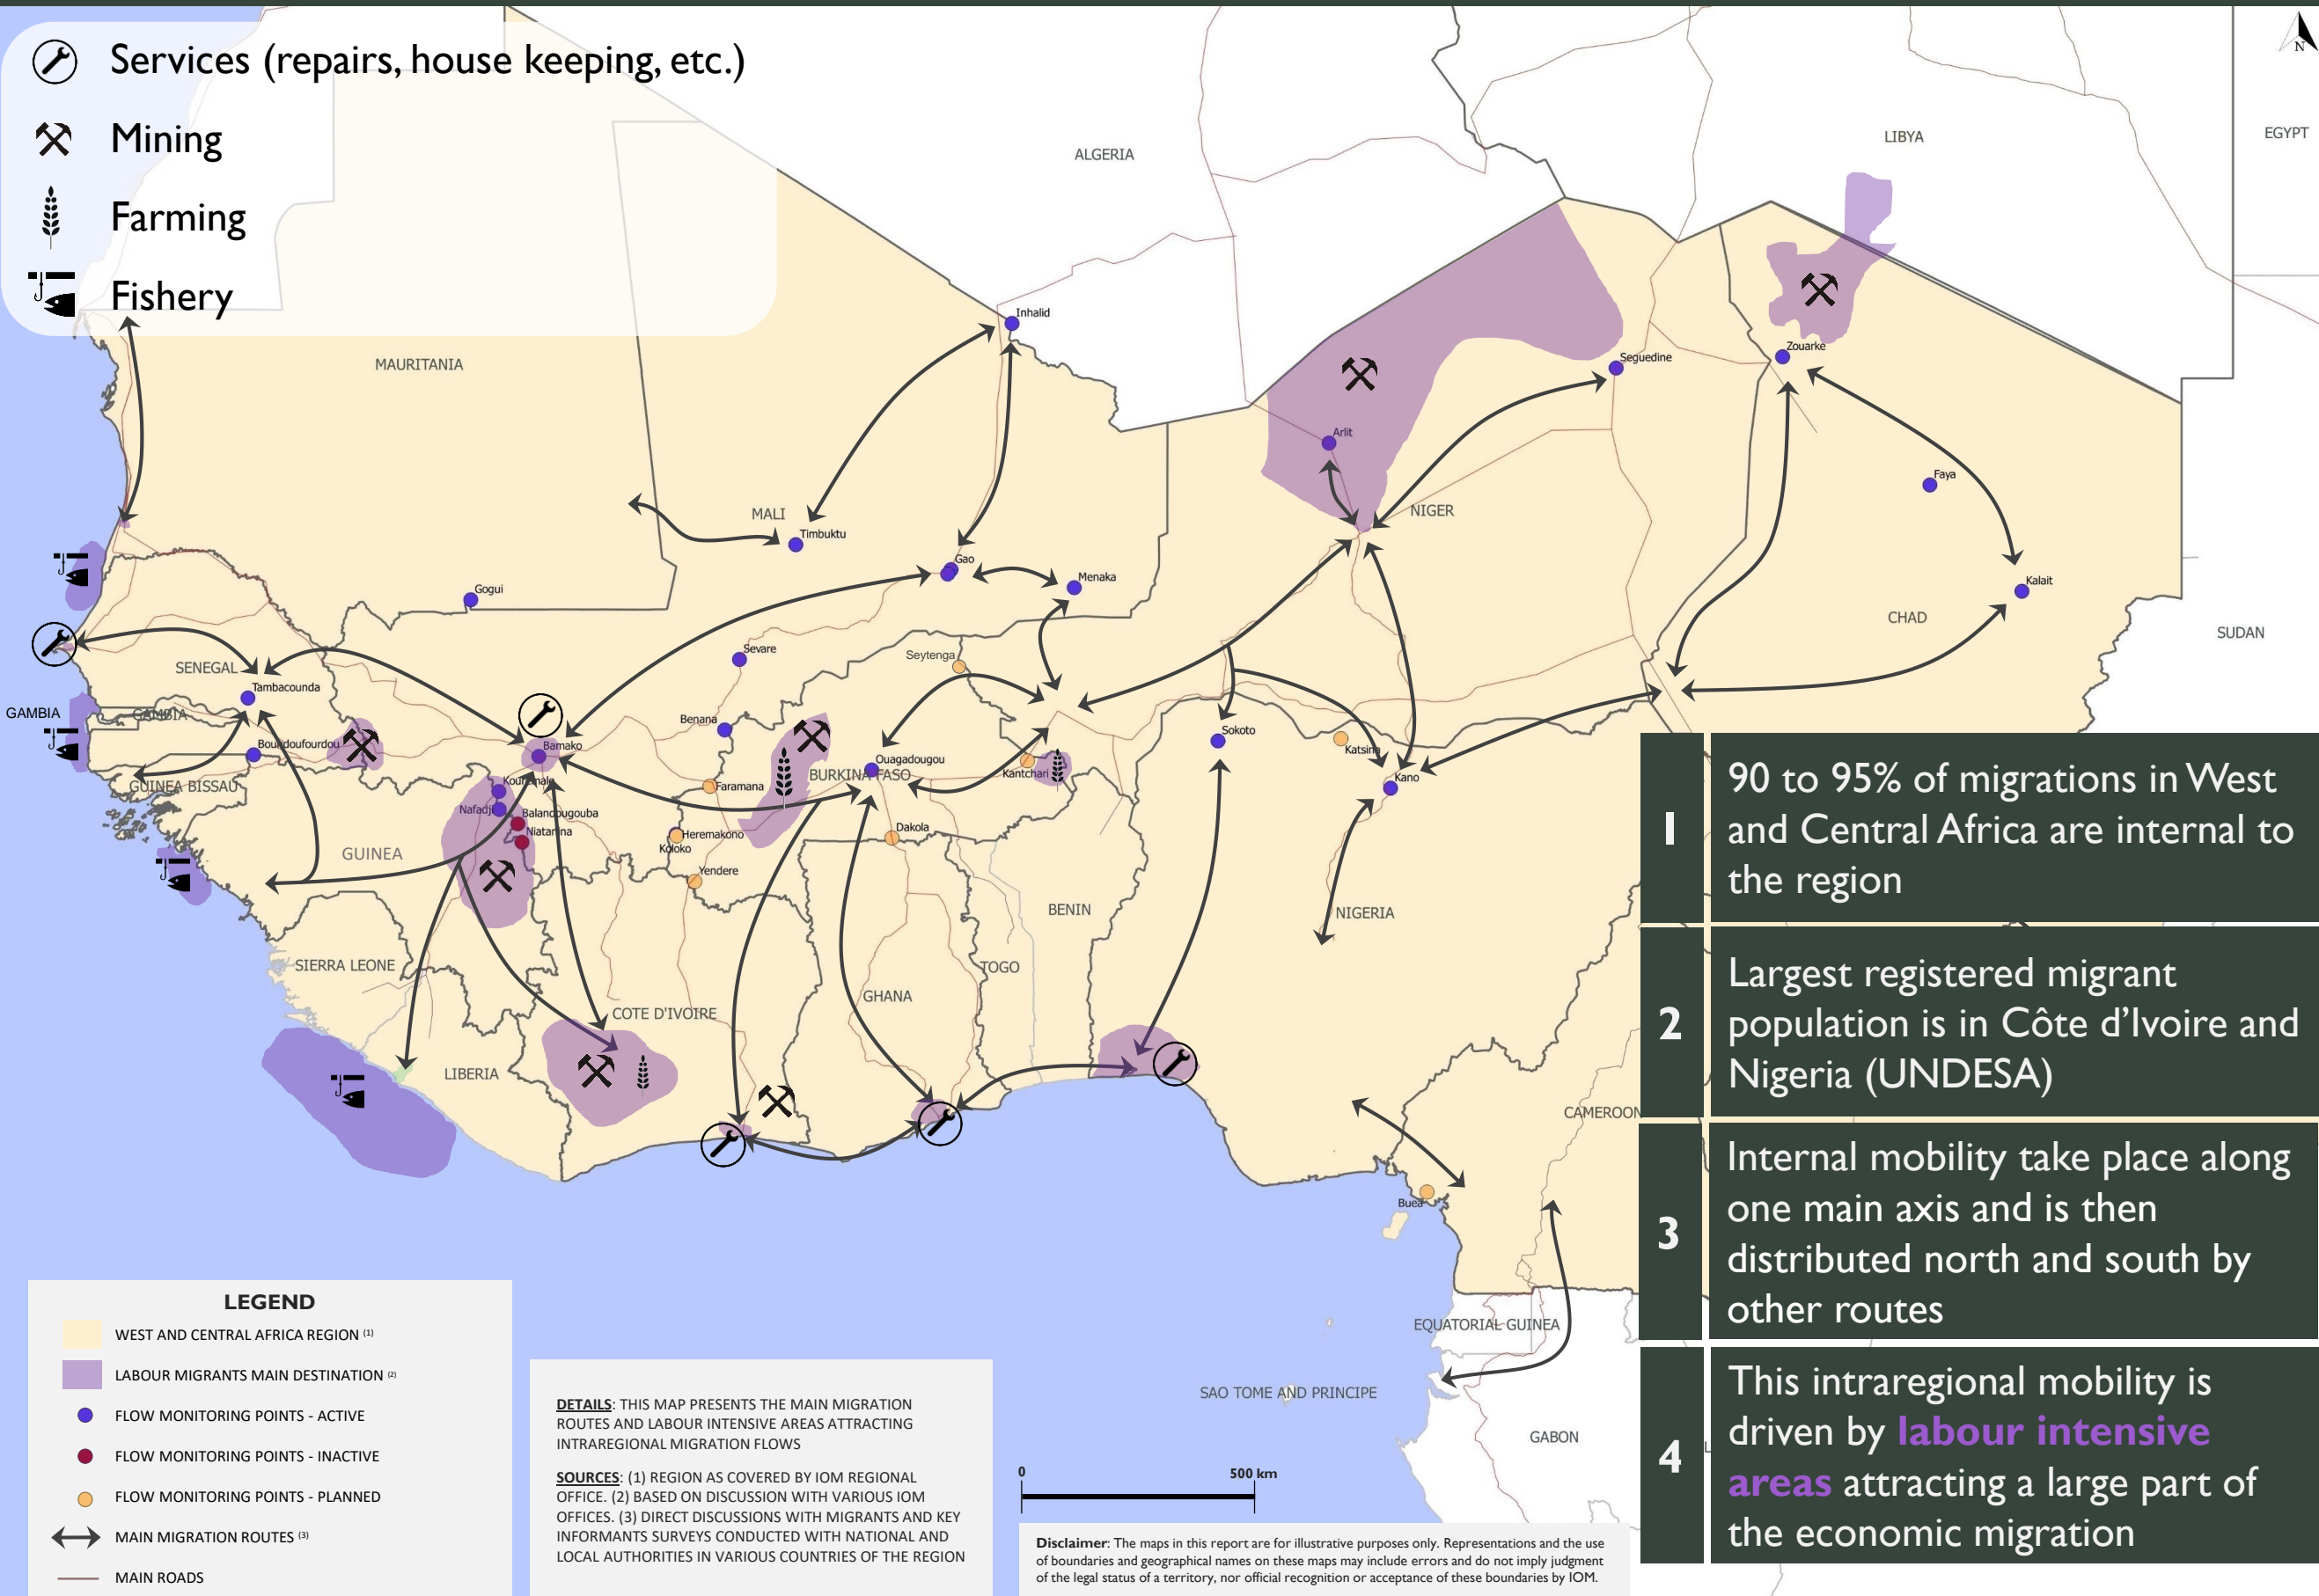 Services (repairs, house keeping, etc.)
Mining
Farming
Fishery
N
ALGERIA
LIBYA
EGYPT
MAURITANIA
Inhalid
Seguedine
Zouarke
Arlit
Faya
MALI
Timbuktu
NIGER
Gao
Menaka
Gogui
Kalait
CHAD
SUDAN
Sevare
Seytenga
SENEGAL
Tambacounda
GAMBIA
GAMBIA
Benana
Boundoufourdou
Bamako
Sokoto
Katsina
Ouagadougou
BURKINA FASO
Kantchari
Kano
GUINEA BISSAU
Kouremale
Faramana
Nafadji
Balandougouba
Niatanina
Heremakono
Koloko
Dakola
GUINEA
Yendere
BENIN
NIGERIA
SIERRA LEONE
TOGO
GHANA
COTE D'IVOIRE
LIBERIA
CAMEROON
Buea
EQUATORIAL GUINEA
SAO TOME AND PRINCIPE
GABON
1
90 to 95% of migrations in West
and Central Africa are internal to
the region
2
Largest registered migrant
population is in Côte d’Ivoire and
Nigeria (UNDESA)
3
Internal mobility take place along
one main axis and is then
distributed north and south by
other routes
4
This intraregional mobility is
driven by labour intensive
areas attracting a large part of
the economic migration
LEGEND
WEST AND CENTRAL AFRICA REGION (1)
LABOUR MIGRANTS MAIN DESTINATION (2)
FLOW MONITORING POINTS - ACTIVE
FLOW MONITORING POINTS - INACTIVE
FLOW MONITORING POINTS - PLANNED
MAIN MIGRATION ROUTES (3)
MAIN ROADS
DETAILS: THIS MAP PRESENTS THE MAIN MIGRATION
ROUTES AND LABOUR INTENSIVE AREAS ATTRACTING
INTRAREGIONAL MIGRATION FLOWS
SOURCES: (1) REGION AS COVERED BY IOM REGIONAL
OFFICE. (2) BASED ON DISCUSSION WITH VARIOUS IOM
OFFICES. (3) DIRECT DISCUSSIONS WITH MIGRANTS AND KEY
INFORMANTS SURVEYS CONDUCTED WITH NATIONAL AND
LOCAL AUTHORITIES IN VARIOUS COUNTRIES OF THE REGION
0 500 km
Disclaimer: The maps in this report are for illustrative purposes only. Representations and the use
of boundaries and geographical names on these maps may include errors and do not imply judgment
of the legal status of a territory, nor official recognition or acceptance of these boundaries by IOM.